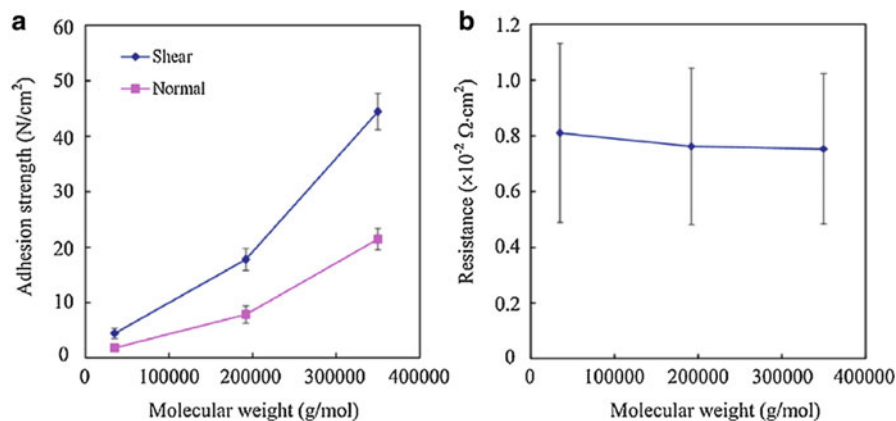 a
60
50
40
30
20
10
0
Adhesion strength (N/cm²)
Shear
Normal
0 100000 200000 300000 400000
Molecular weight (g/mol)
b
1.2
1.0
0.8
0.6
0.4
0.2
0
Resistance (×10⁻² Ω·cm²)
0 100000 200000 300000 400000
Molecular weight (g/mol)